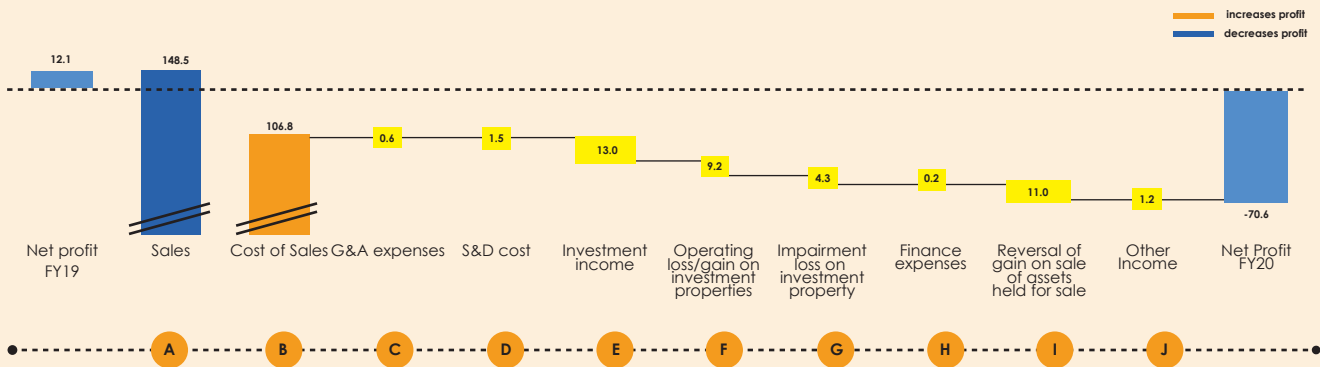 increases profit
decreases profit
12.1
148.5
106.8
0.6
1.5
13.0
9.2
4.3
0.2
11.0
1.2
-70.6
Net profit
FY19
Sales
Cost of Sales
G&A expenses
S&D cost
Investment
income
Operating
loss/gain on
investment
properties
Impairment
loss on
investment
property
Finance
expenses
Reversal of
gain on sale
of assets
held for sale
Other
Income
Net Profit
FY20
A
B
C
D
E
F
G
H
I
J